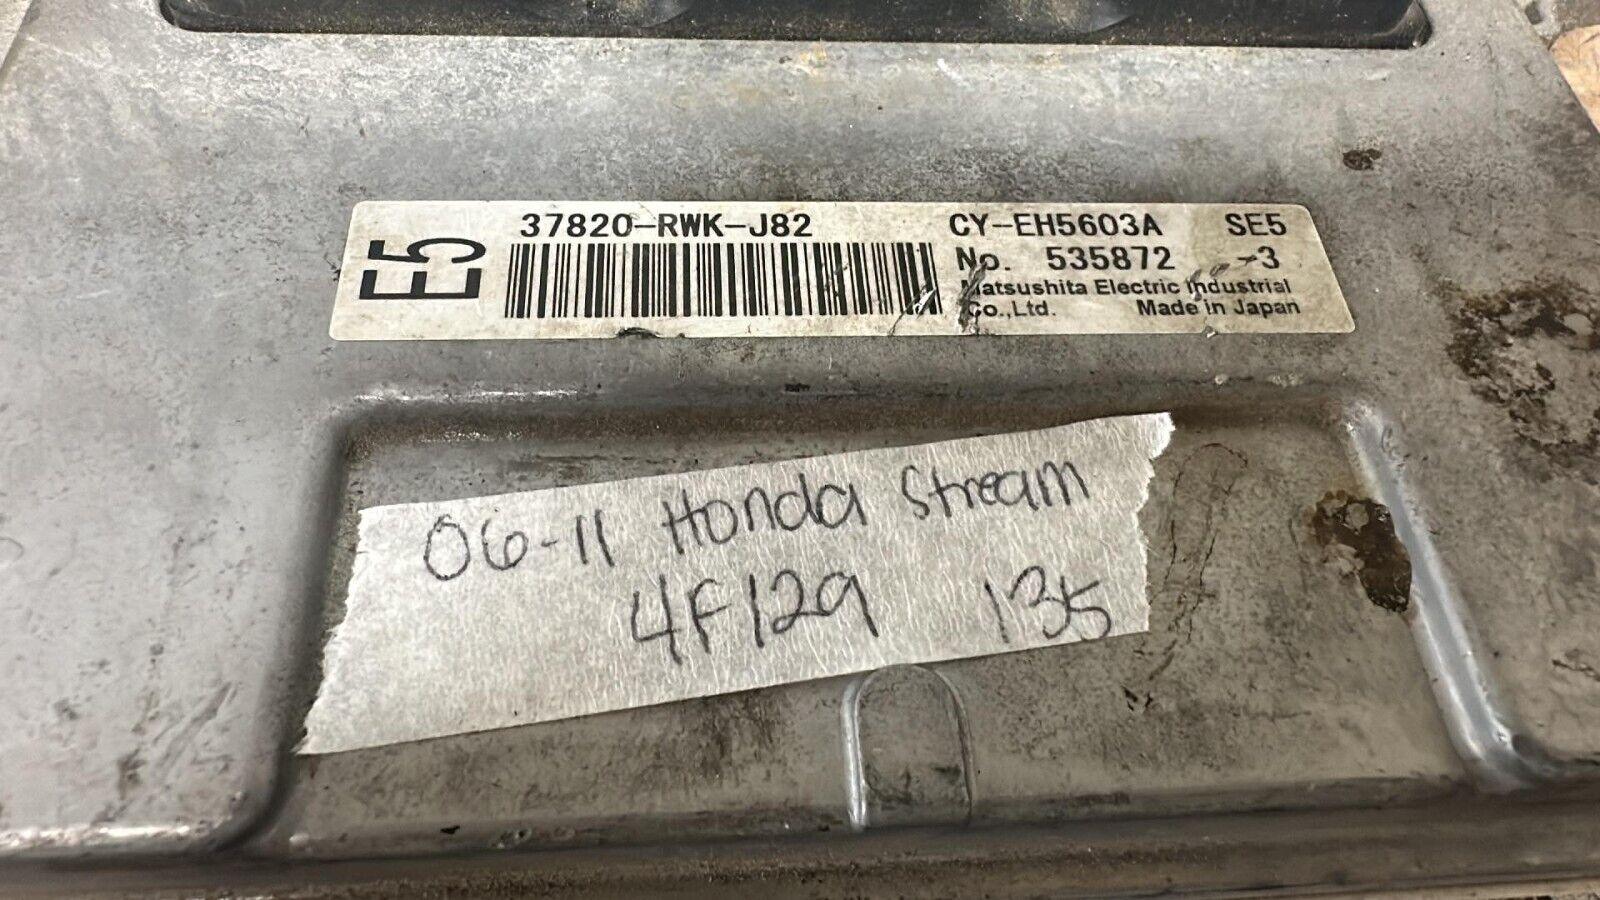 E5
37820-RWK-J82
CY-EH5603A SE5
No. 535872 -3
Matsushita Electric Industrial
Co.,Ltd. Made in Japan
06-11 Honda Stream
4F129 135